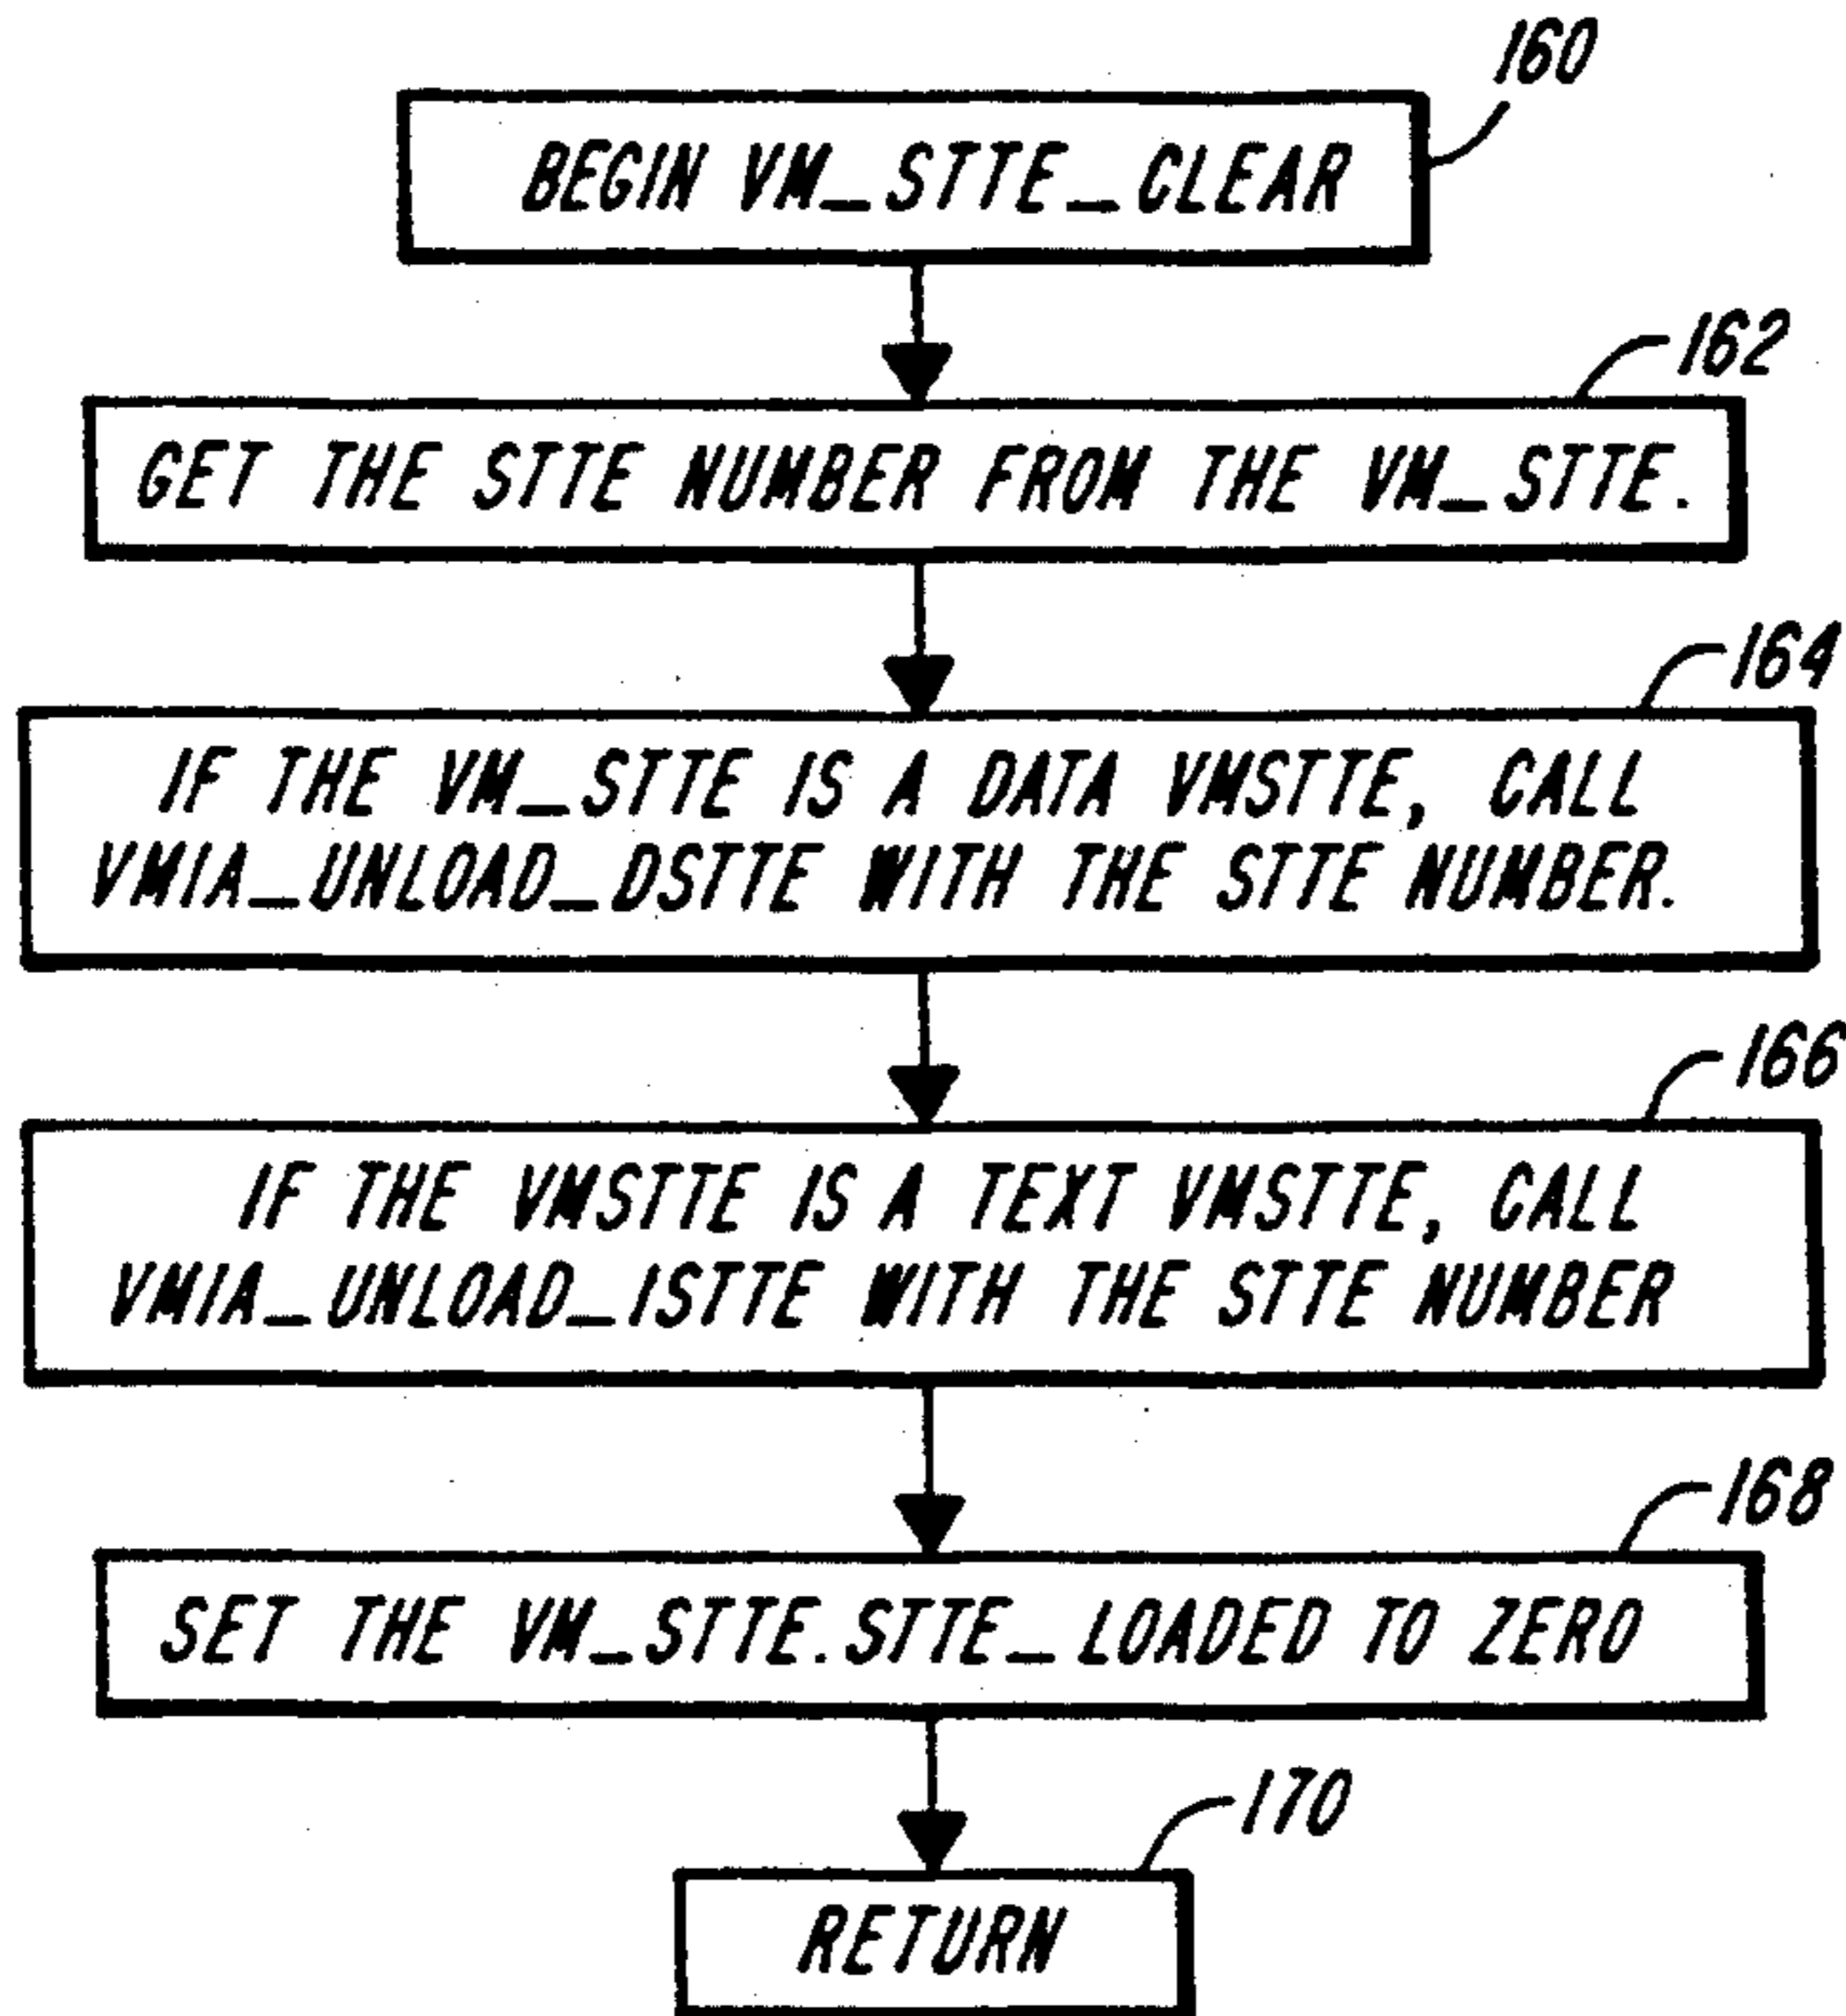 160
BEGIN VM_STTE_CLEAR
162
GET THE STTE NUMBER FROM THE VM_STTE.
164
IF THE VM_STTE IS A DATA VMSTTE, CALL
VMIA_UNLOAD_DSTTE WITH THE STTE NUMBER.
166
IF THE VMSTTE IS A TEXT VMSTTE, CALL
VMIA_UNLOAD_ISTTE WITH THE STTE NUMBER
168
SET THE VM_STTE.STTE_LOADED TO ZERO
170
RETURN